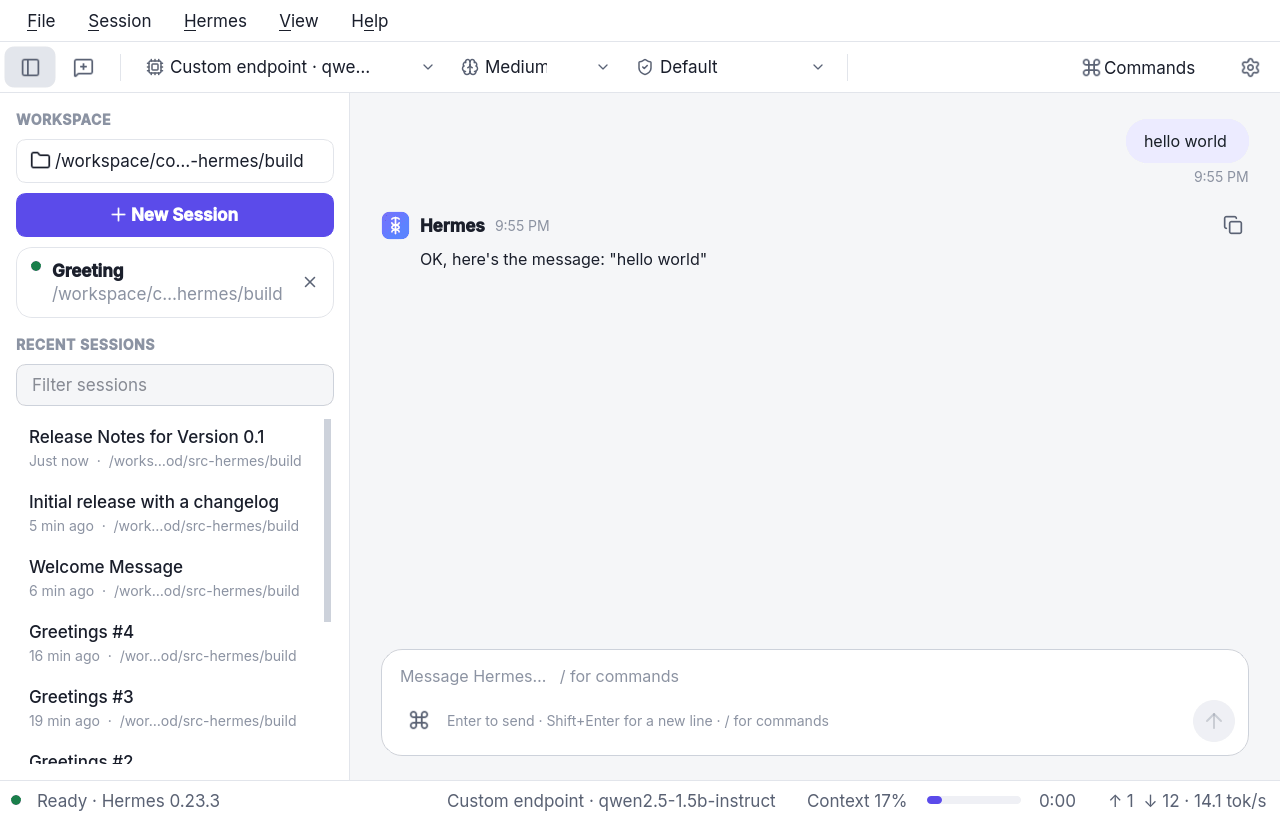 File Session Hermes View Help
Custom endpoint · qwe... Medium Default Commands
WORKSPACE
/workspace/co...-hermes/build
New Session
Greeting
/workspace/c...hermes/build
RECENT SESSIONS
Filter sessions
Release Notes for Version 0.1
Just now · /works...od/src-hermes/build
Initial release with a changelog
5 min ago · /work...od/src-hermes/build
Welcome Message
6 min ago · /work...od/src-hermes/build
Greetings #4
16 min ago · /wor...od/src-hermes/build
Greetings #3
19 min ago · /wor...od/src-hermes/build
Greetings #2
hello world
9:55 PM
Hermes 9:55 PM
OK, here's the message: "hello world"
Message Hermes... / for commands
Enter to send · Shift+Enter for a new line · / for commands
Ready · Hermes 0.23.3 Custom endpoint · qwen2.5-1.5b-instruct Context 17% 0:00 ↑ 1 ↓ 12 · 14.1 tok/s